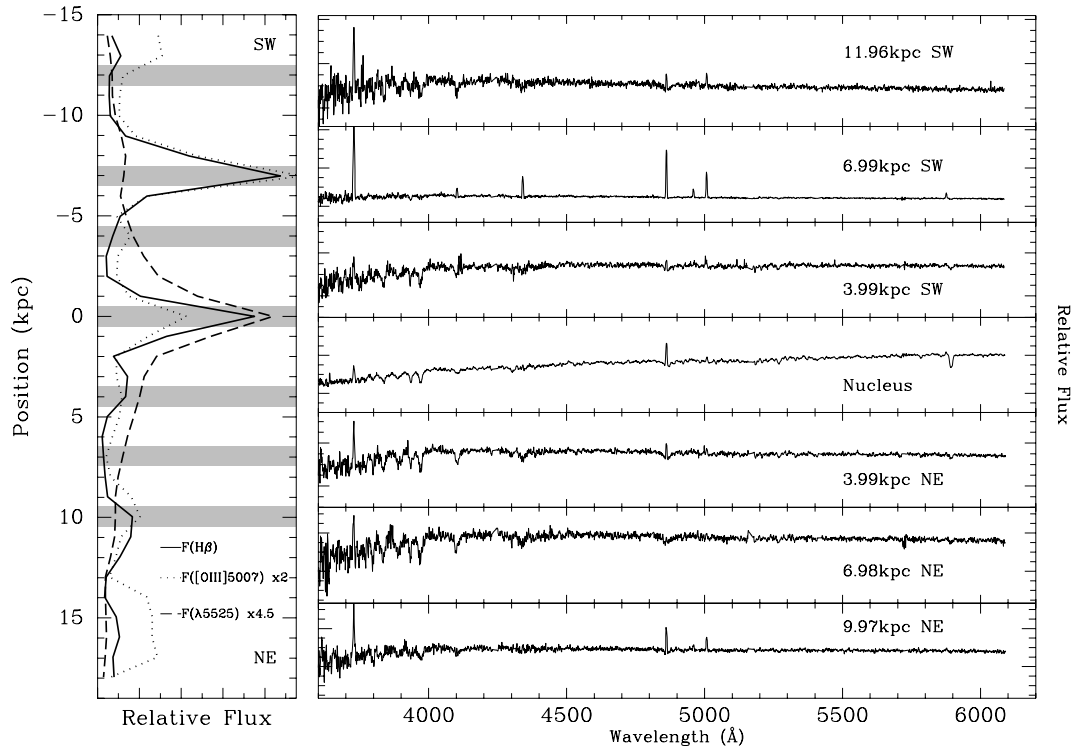 −15
−10
−5
0
5
10
15
Position (kpc)
SW
F(Hβ)
F([OIII]5007) x2
F(λ5525) x4.5
NE
Relative Flux
11.96kpc SW
6.99kpc SW
3.99kpc SW
Nucleus
3.99kpc NE
6.98kpc NE
9.97kpc NE
4000 4500 5000 5500 6000
Wavelength (Å)
Relative Flux